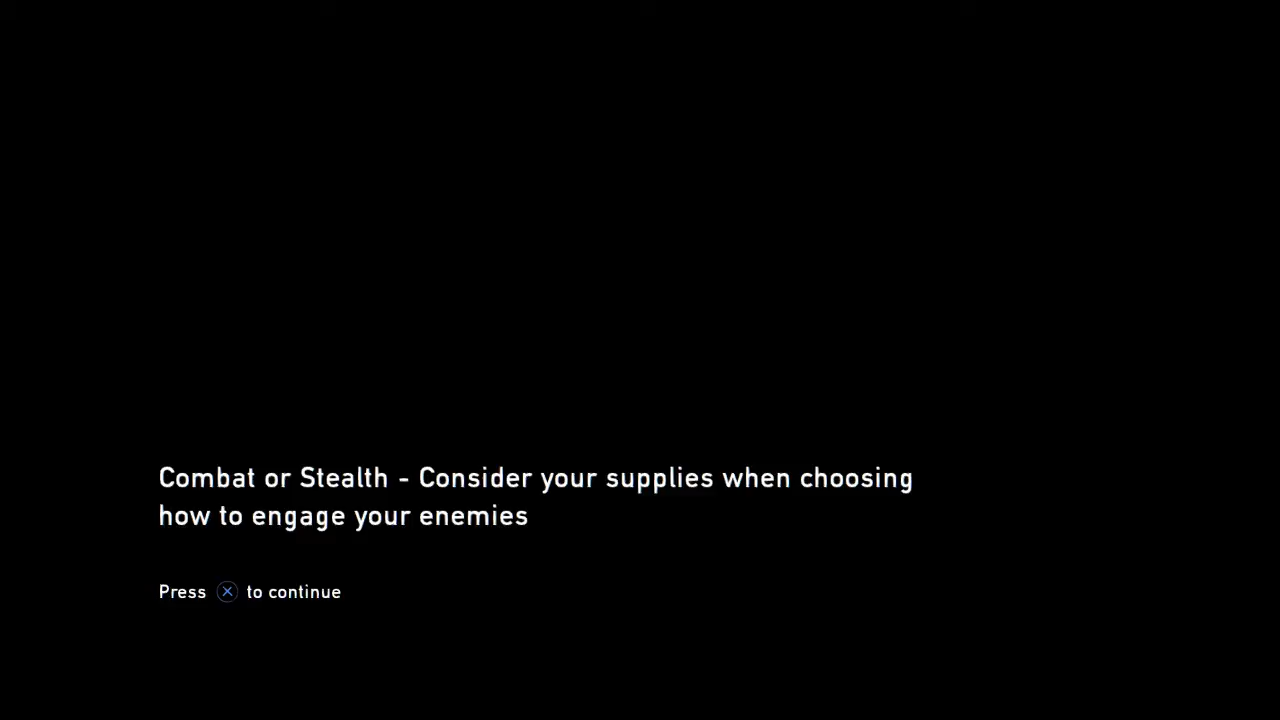 Combat or Stealth - Consider your supplies when choosing
how to engage your enemies
Press ⓧ to continue